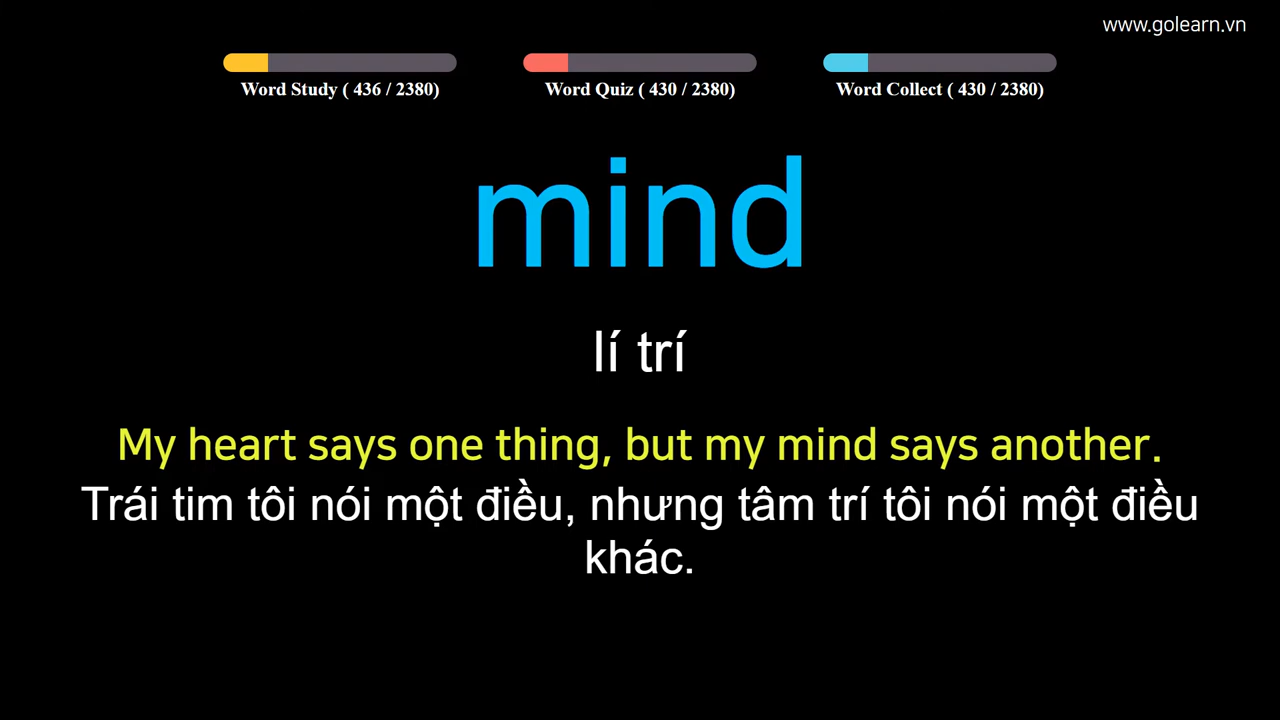 www.golearn.vn
Word Study ( 436 / 2380)
Word Quiz ( 430 / 2380)
Word Collect ( 430 / 2380)
mind
lí trí
My heart says one thing, but my mind says another.
Trái tim tôi nói một điều, nhưng tâm trí tôi nói một điều
khác.